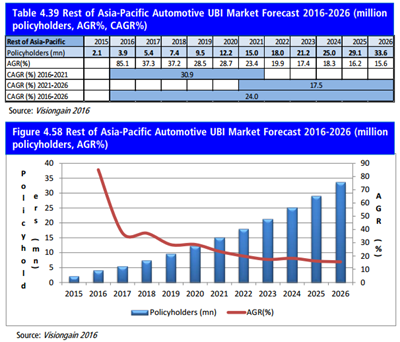 Table 4.39 Rest of Asia-Pacific Automotive UBI Market Forecast 2016-2026 (million
policyholders, AGR%, CAGR%)
Rest of Asia-Pacific 2015 2016 2017 2018 2019 2020 2021 2022 2023 2024 2025 2026
Policyholders (mn) 2.1 3.9 5.4 7.4 9.5 12.2 15.0 18.0 21.2 25.0 29.1 33.6
AGR(%) 85.1 37.3 37.2 28.5 28.7 23.4 19.9 17.4 18.3 16.2 15.6
CAGR (%) 2016-2021 30.9
CAGR (%) 2021-2026 17.5
CAGR (%) 2016-2026 24.0
Source: Visiongain 2016
Figure 4.58 Rest of Asia-Pacific Automotive UBI Market Forecast 2016-2026 (million
policyholders, AGR%)
Policyhold
ers (mn)
40
35
30
25
20
15
10
5
0
90
80
70
60
50
40
30
20
10
0
AGR
(%)
2015 2016 2017 2018 2019 2020 2021 2022 2023 2024 2025 2026
Policyholders (mn) AGR(%)
Source: Visiongain 2016